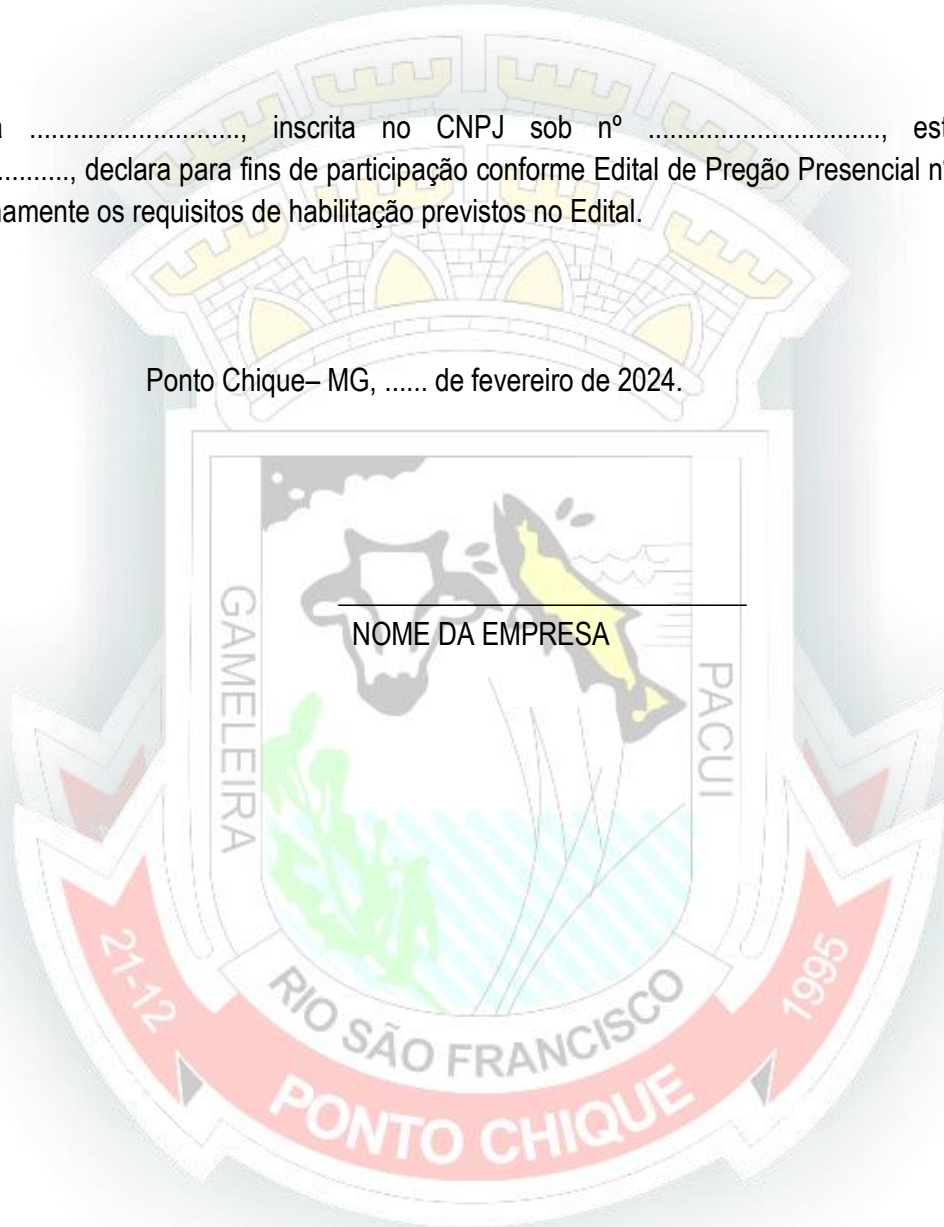 ............................, inscrita no CNPJ sob nº ..............................,
..........., declara para fins de participação conforme Edital de Pregão Presencial nº
os requisitos de habilitação previstos no Edital.
Ponto Chique– MG, ...... de fevereiro de 2024.
NOME DA EMPRESA
GAMELEIRA
PACUI
21-12
RIO SÃO FRANCISCO
1995
PONTO CHIQUE